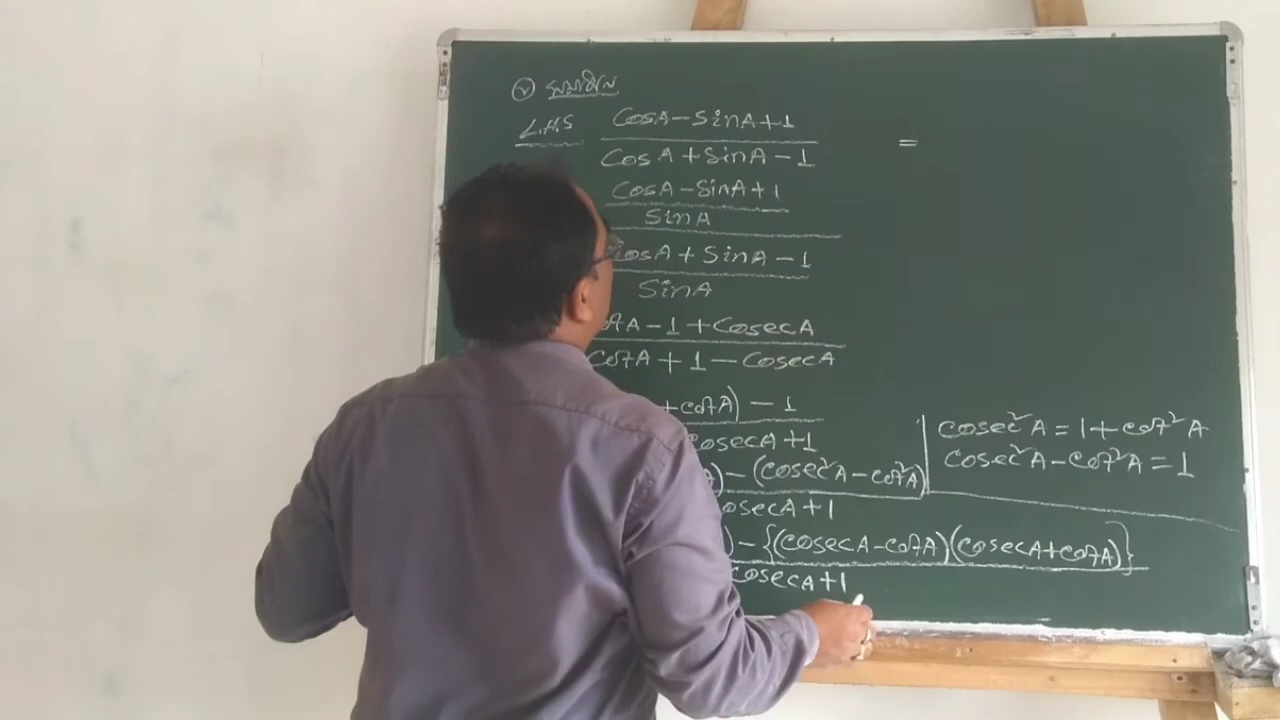 সমাধান
L.H.S CosA-SinA+1 =
CosA+SinA-1
CosA-SinA+1
SinA
CosA+SinA-1
SinA
cotA-1+CosecA
CotA+1-CosecA
+cotA)-1
cosecA+1
)-(cosec²A-cot²A)
cosecA+1
)-{(cosecA-cotA)(cosecA+cotA)}
cosecA+1
cosec²A=1+cot²A
cosec²A-cot²A=1